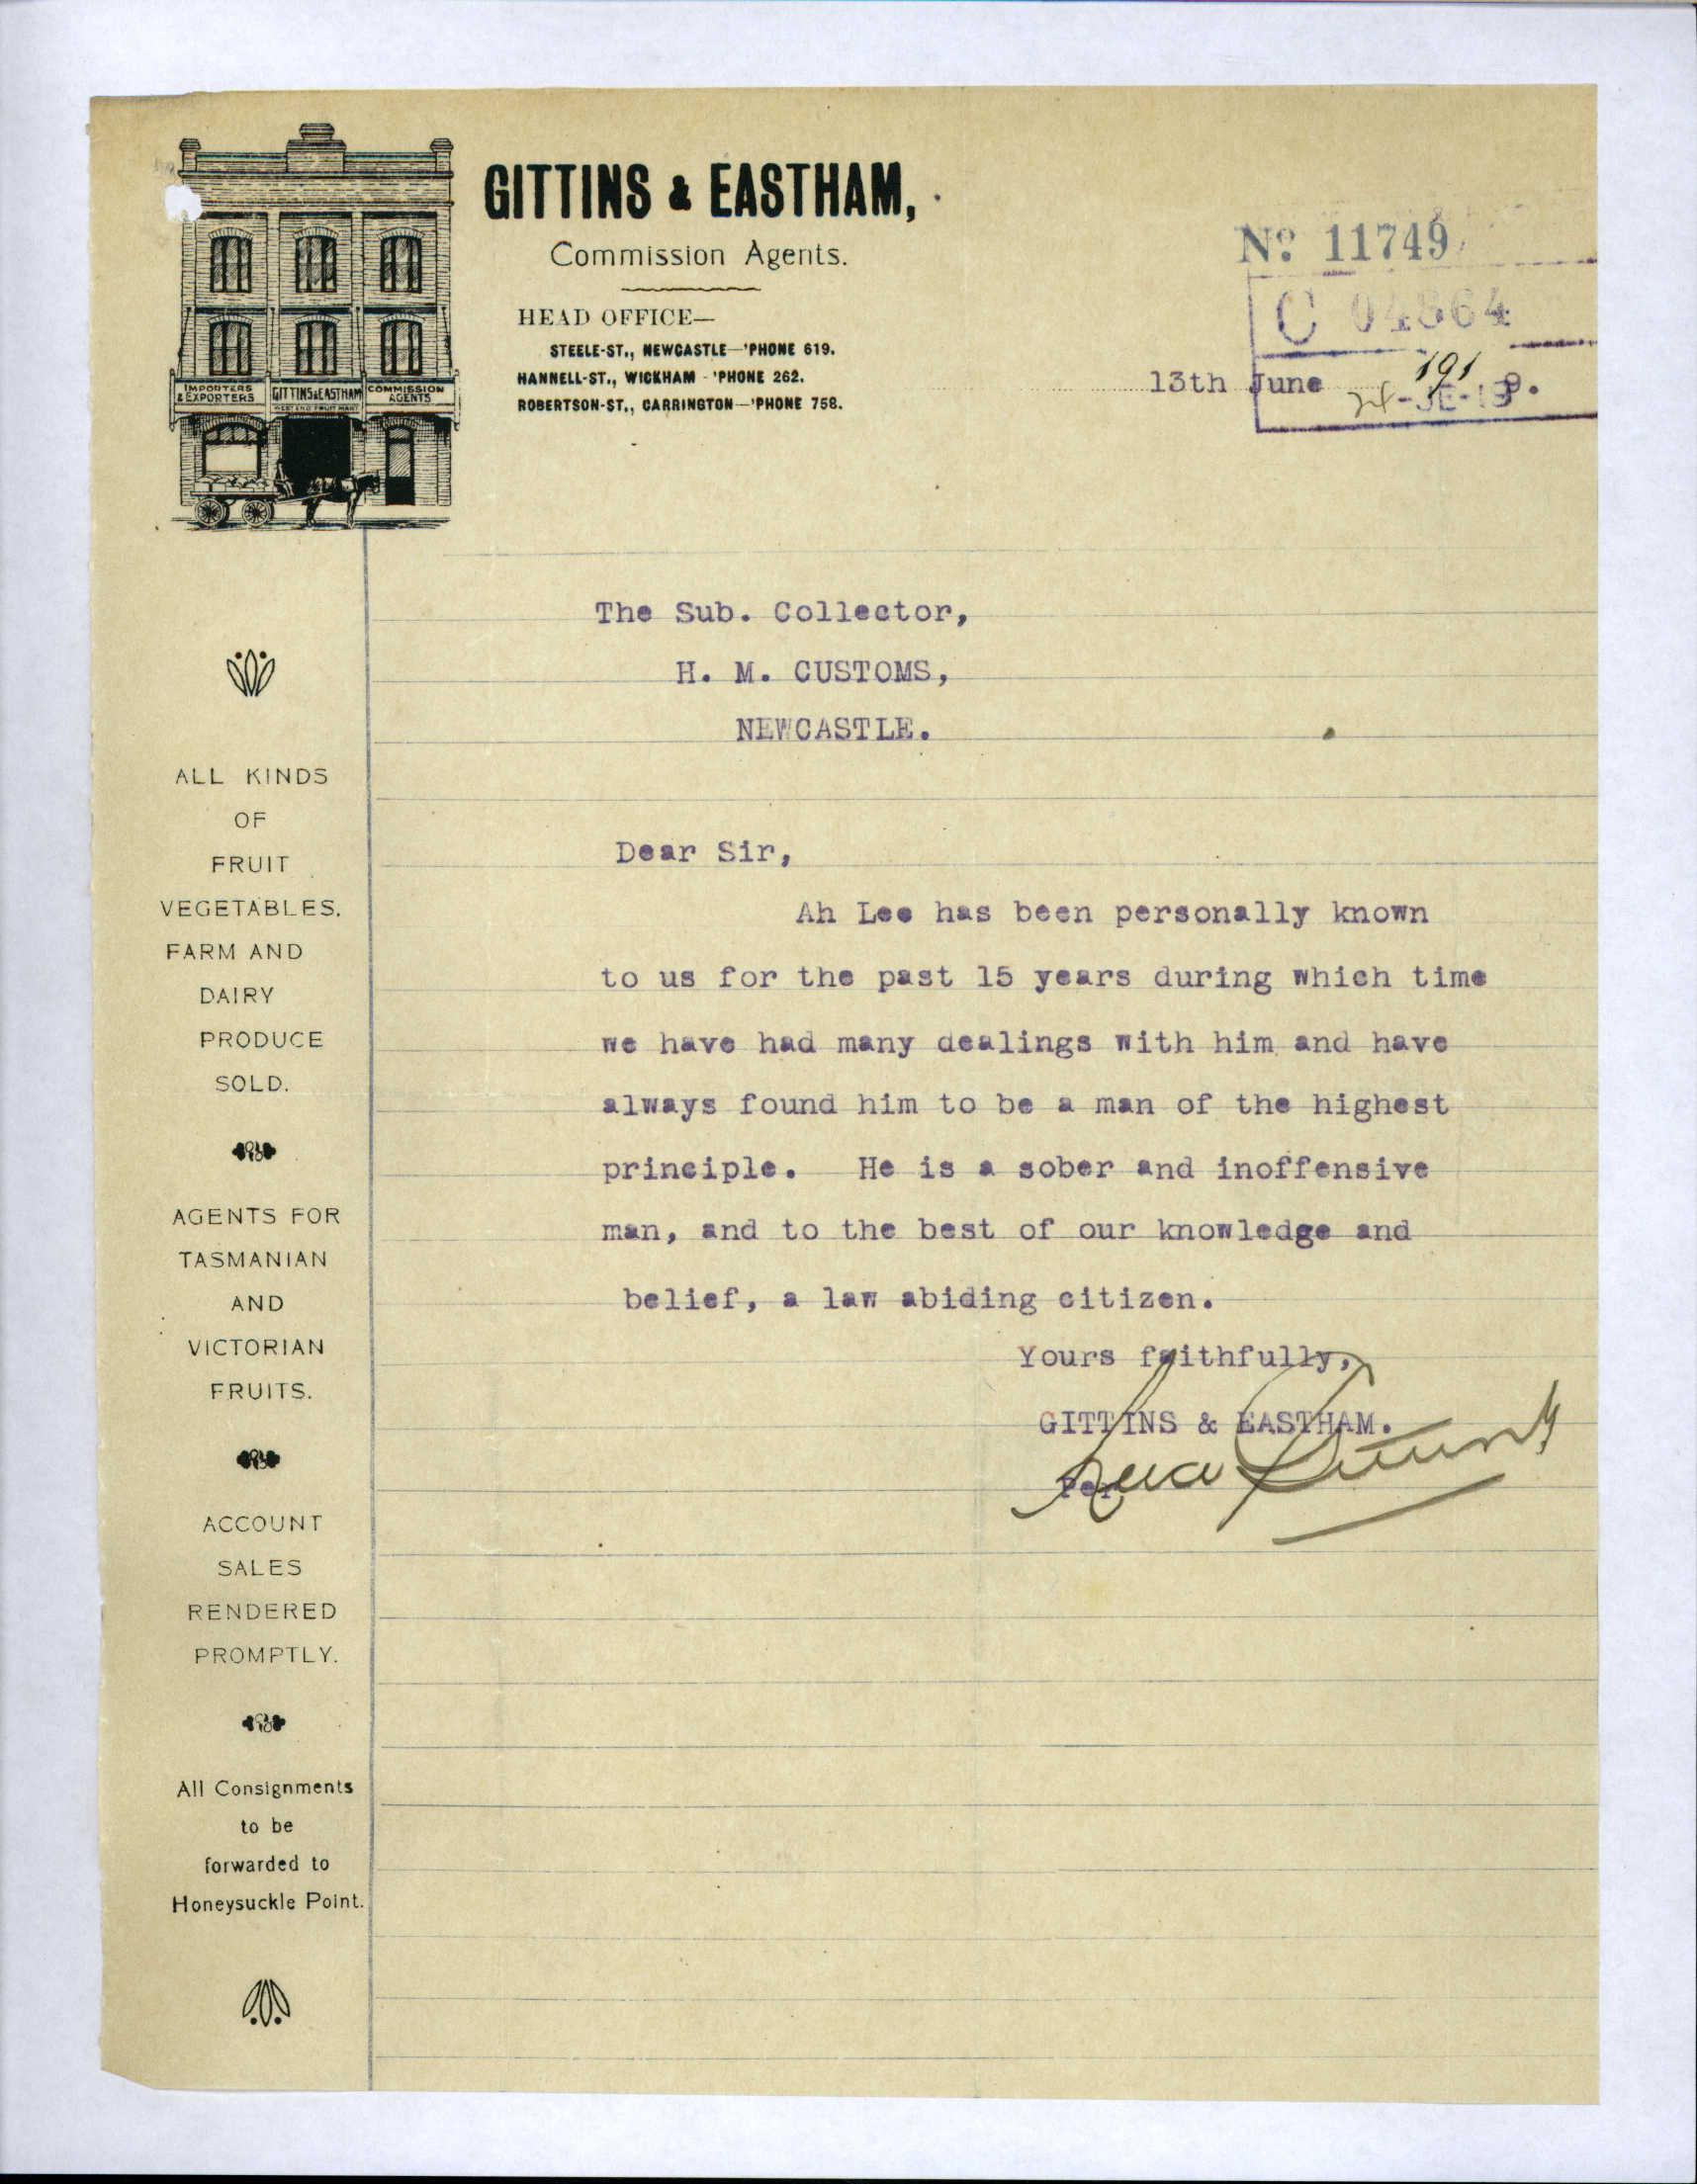 GITTINS & EASTHAM,
Commission Agents.
HEAD OFFICE—
STEELE-ST., NEWCASTLE—'PHONE 619.
HANNELL-ST., WICKHAM - 'PHONE 262.
ROBERTSON-ST., CARRINGTON—'PHONE 758.
IMPORTERS & EXPORTERS
GITTINS & EASTHAM
COMMISSION AGENTS
No 11749
C 04864
13th June 1919.
24-JE-19
The Sub. Collector,
H. M. CUSTOMS,
NEWCASTLE.
Dear Sir,
Ah Lee has been personally known
to us for the past 15 years during which time
we have had many dealings with him and have
always found him to be a man of the highest
principle. He is a sober and inoffensive
man, and to the best of our knowledge and
belief, a law abiding citizen.
Yours faithfully,
GITTINS & EASTHAM.
Per
ALL KINDS
OF
FRUIT
VEGETABLES.
FARM AND
DAIRY
PRODUCE
SOLD.
AGENTS FOR
TASMANIAN
AND
VICTORIAN
FRUITS.
ACCOUNT
SALES
RENDERED
PROMPTLY.
All Consignments
to be
forwarded to
Honeysuckle Point.